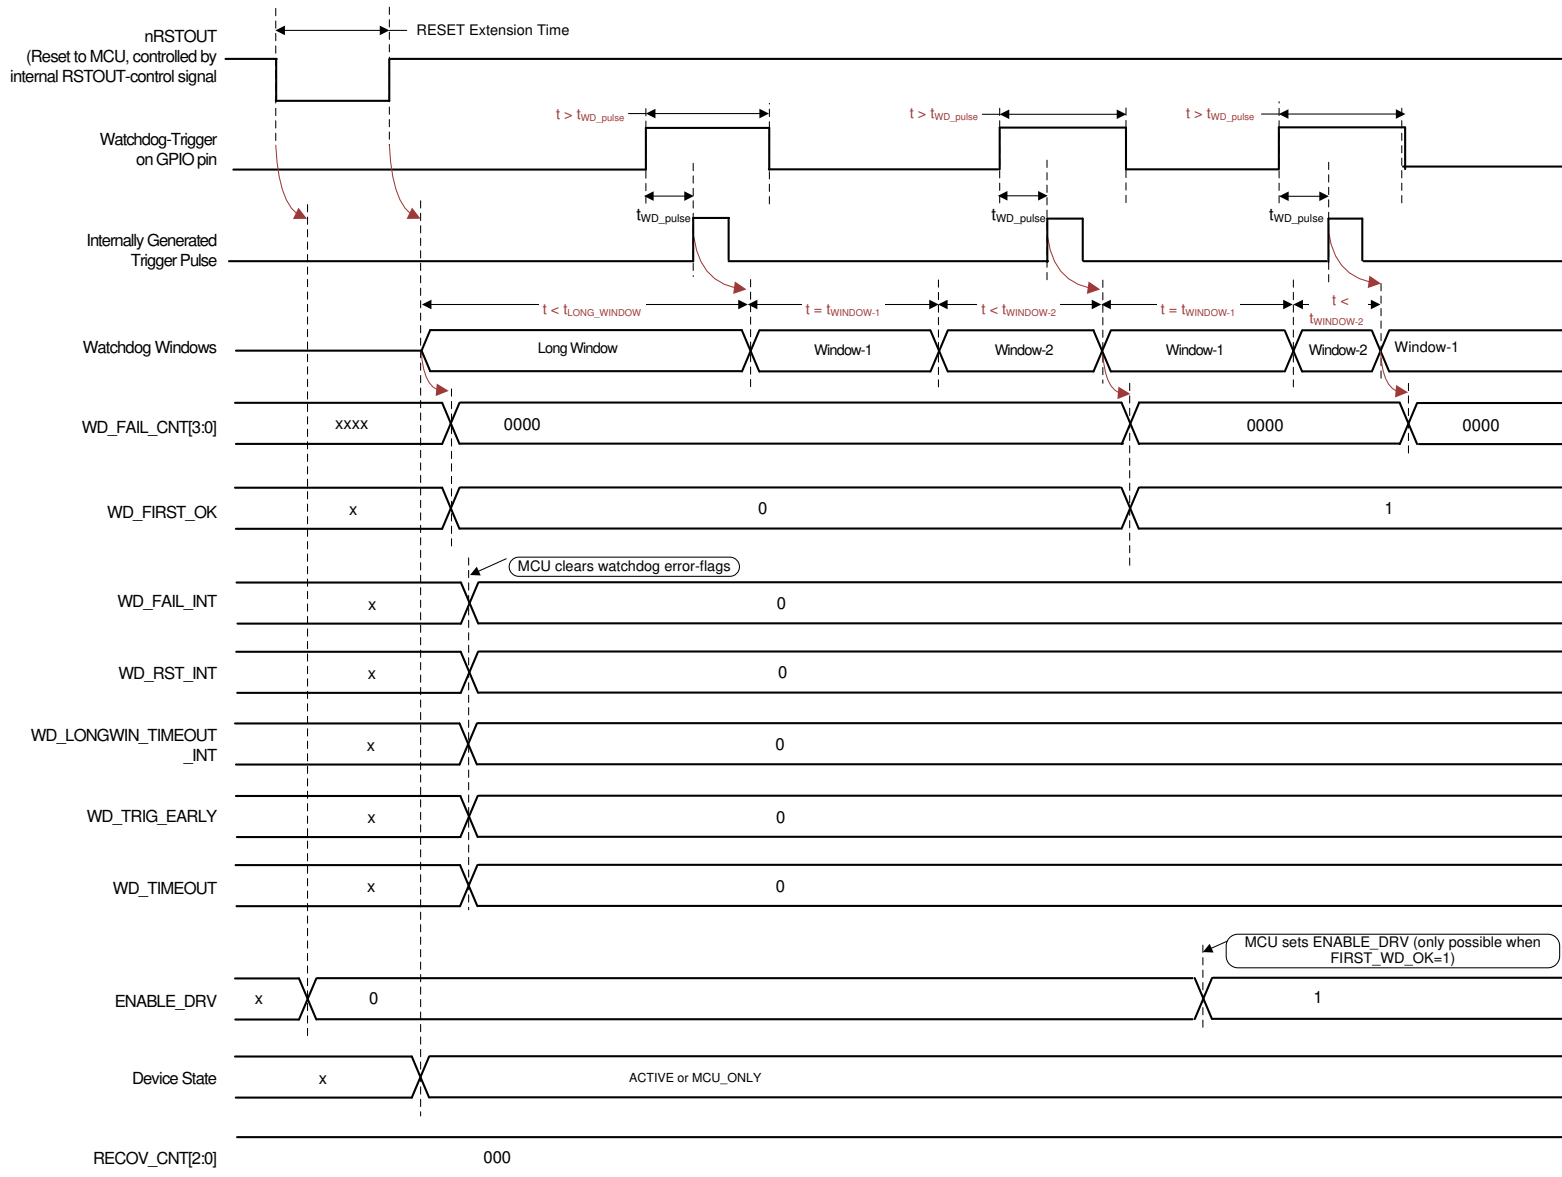 nRSTOUT
(Reset to MCU, controlled by
internal RSTOUT-control signal
RESET Extension Time
Watchdog-Trigger
on GPIO pin
t > tWD_pulse
t > tWD_pulse
t > tWD_pulse
tWD_pulse
tWD_pulse
tWD_pulse
Internally Generated
Trigger Pulse
t < tLONG_WINDOW
t = tWINDOW-1
t < tWINDOW-2
t = tWINDOW-1
t <
tWINDOW-2
Watchdog Windows
Long Window
Window-1
Window-2
Window-1
Window-2
Window-1
WD_FAIL_CNT[3:0]
xxxx
0000
0000
0000
WD_FIRST_OK
x
0
1
MCU clears watchdog error-flags
WD_FAIL_INT
x
0
WD_RST_INT
x
0
WD_LONGWIN_TIMEOUT
_INT
x
0
WD_TRIG_EARLY
x
0
WD_TIMEOUT
x
0
MCU sets ENABLE_DRV (only possible when
FIRST_WD_OK=1)
ENABLE_DRV
x
0
1
Device State
x
ACTIVE or MCU_ONLY
RECOV_CNT[2:0]
000